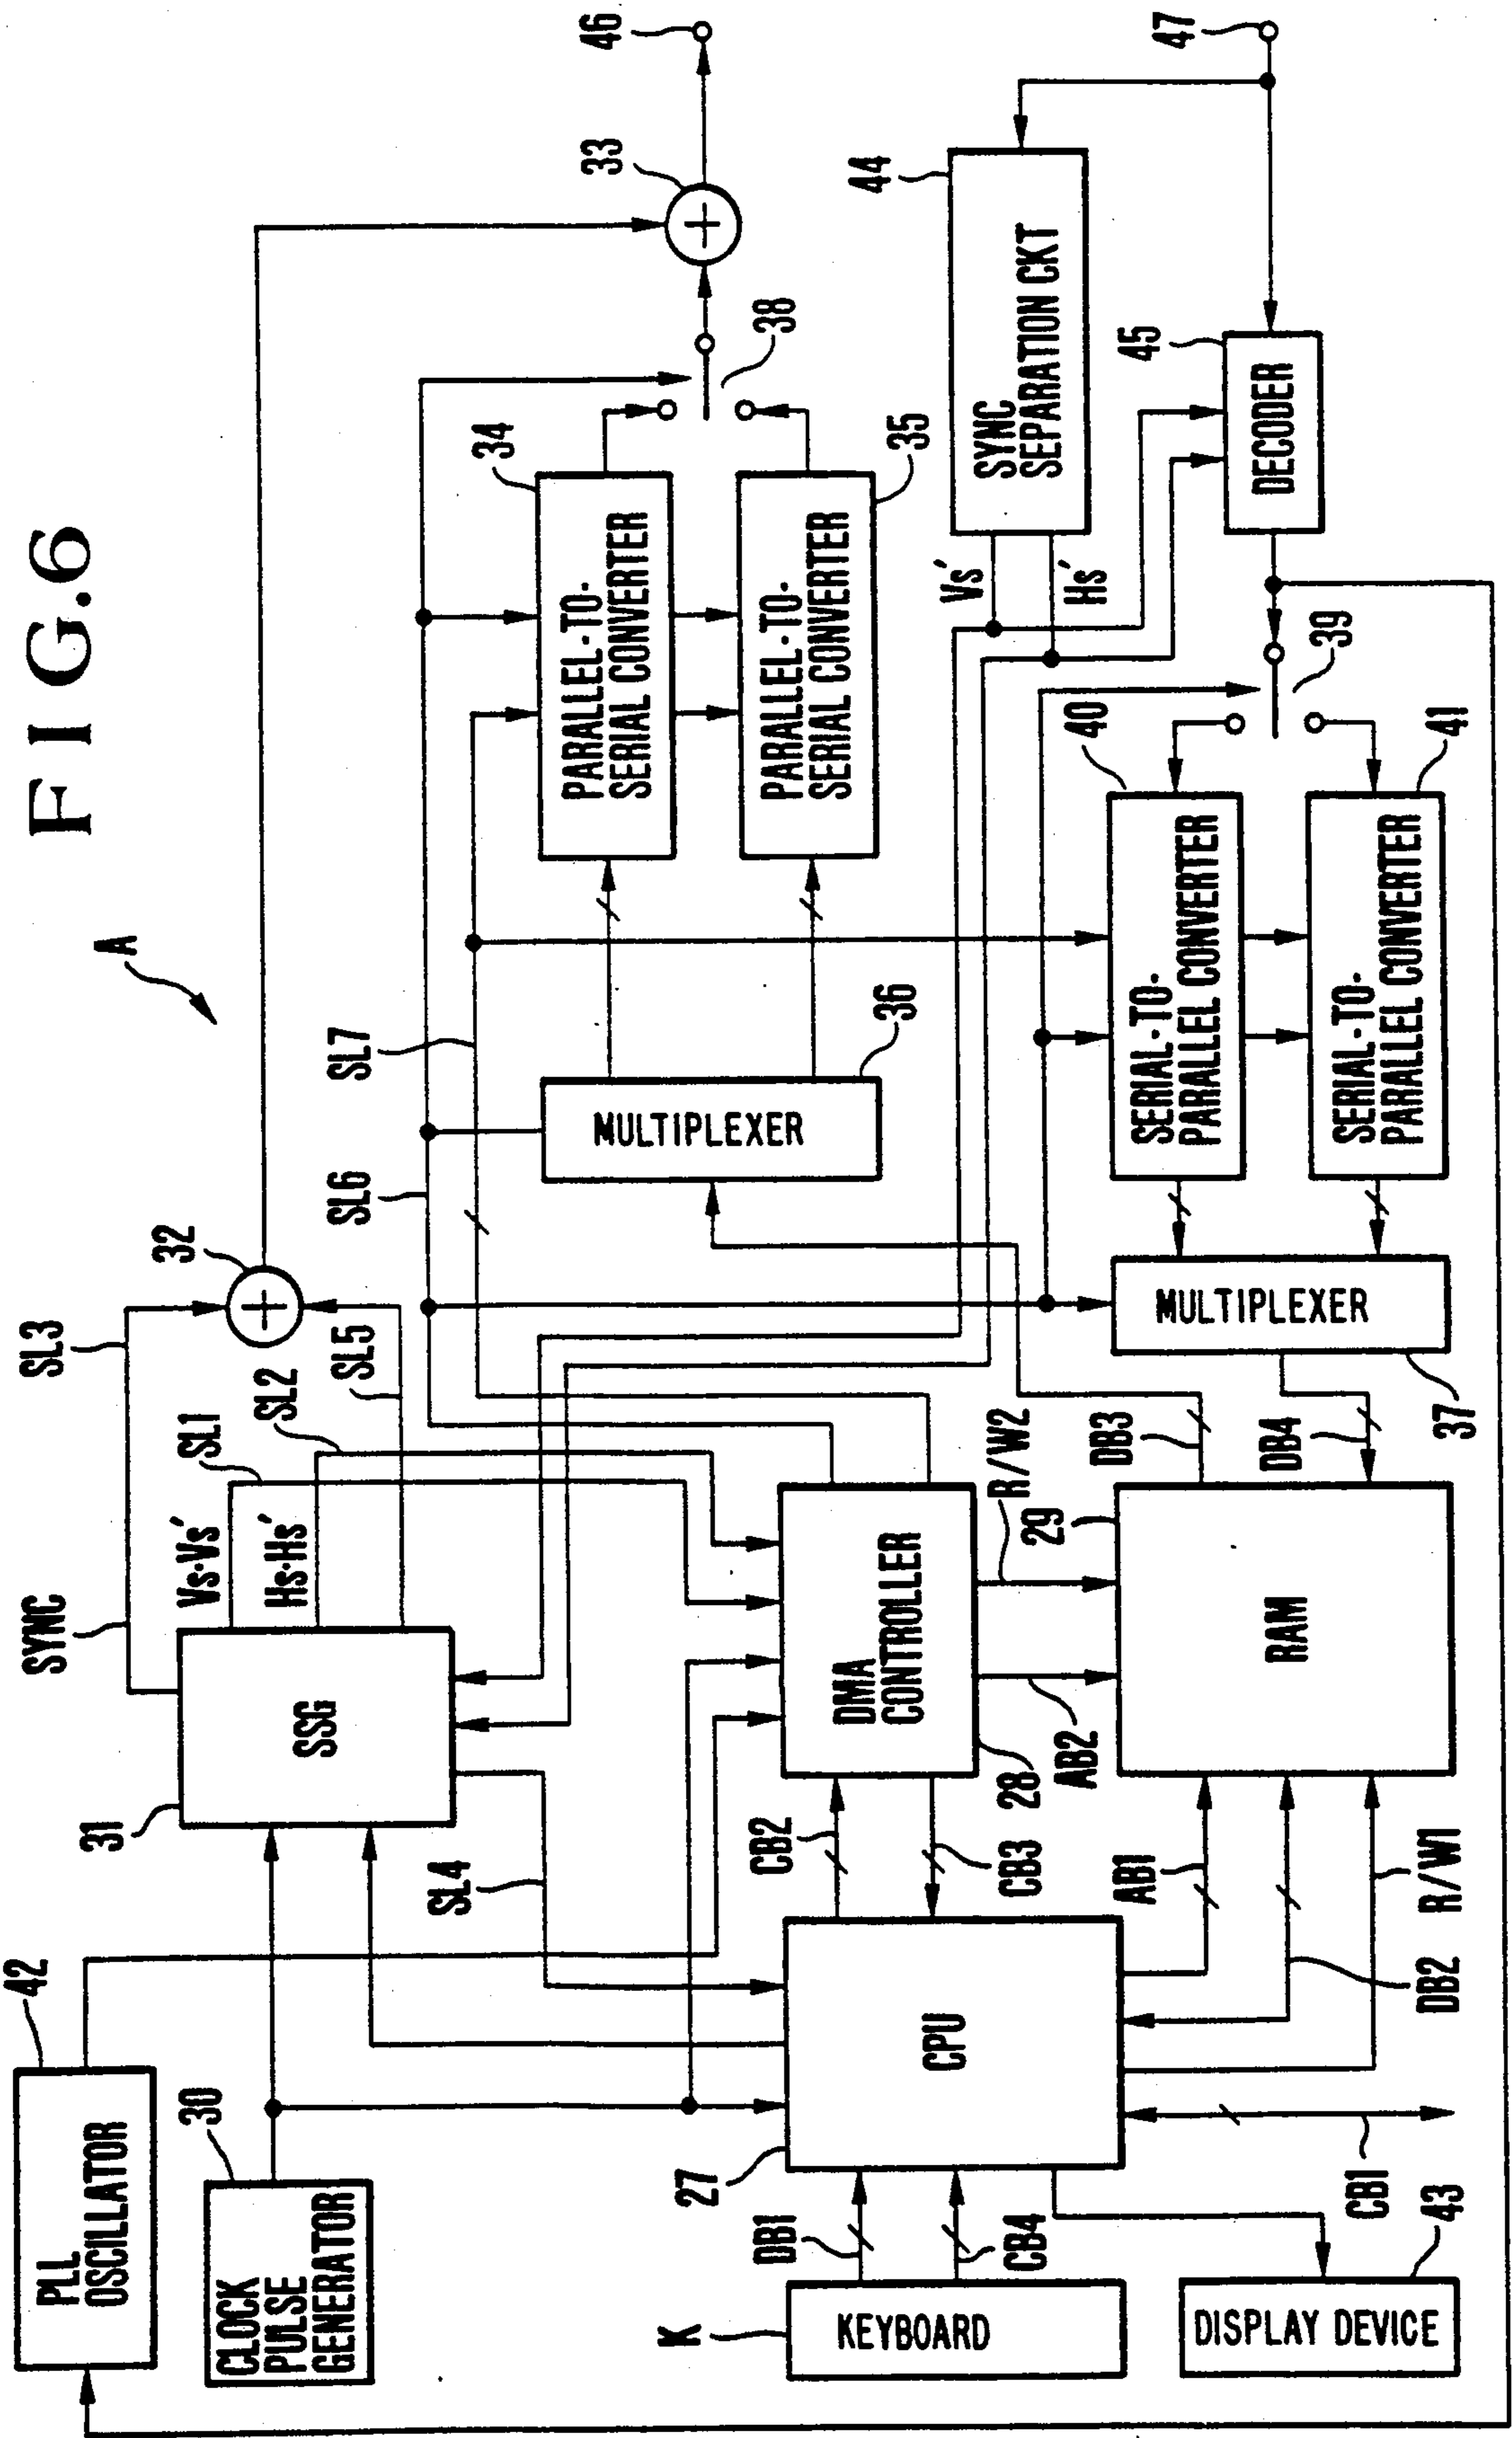 FIG.6
A
42
PLL
OSCILLATOR
30
CLOCK
PULSE
GENERATOR
31
SSG
SYNC
SL3
Vs·Vs'
SL1
Hs·Hs'
SL2
SL5
32
SL4
SL6
SL7
33
46
34
PARALLEL-TO-
SERIAL CONVERTER
38
PARALLEL-TO-
SERIAL CONVERTER
35
MULTIPLEXER
36
44
SYNC
SEPARATION CKT
Vs'
Hs'
47
45
DECODER
39
40
SERIAL-TO-
PARALLEL CONVERTER
41
SERIAL-TO-
PARALLEL CONVERTER
MULTIPLEXER
37
DB3
DB4
DMA
CONTROLLER
28
R/W2
AB2
29
RAM
CB2
CB3
27
CPU
AB1
DB2
R/W1
CB1
K
KEYBOARD
DB1
CB4
DISPLAY DEVICE
43